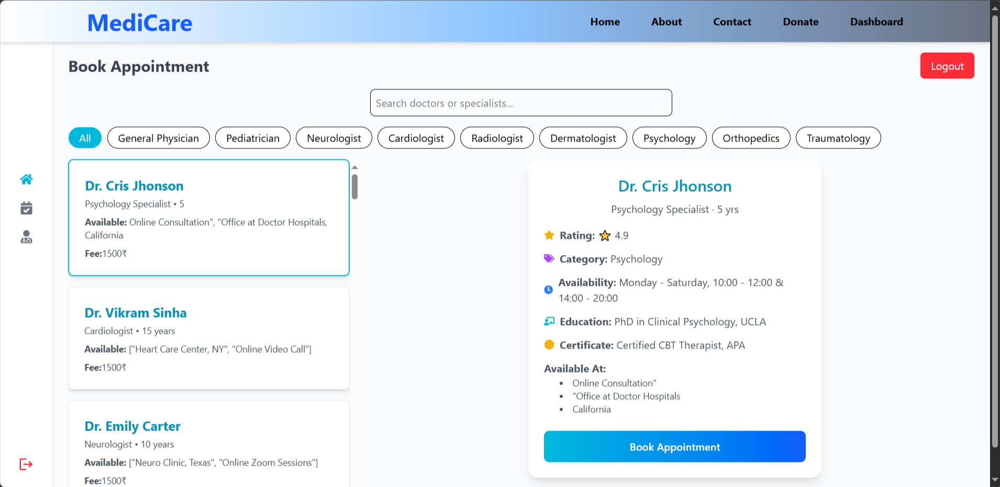 MediCare
Home
About
Contact
Donate
Dashboard
Book Appointment
Logout
Search doctors or specialists...
All
General Physician
Pediatrician
Neurologist
Cardiologist
Radiologist
Dermatologist
Psychology
Orthopedics
Traumatology
Dr. Cris Jhonson
Psychology Specialist • 5
Available: Online Consultation", "Office at Doctor Hospitals,
California
Fee:1500₹
Dr. Vikram Sinha
Cardiologist • 15 years
Available: ["Heart Care Center, NY", "Online Video Call"]
Fee:1500₹
Dr. Emily Carter
Neurologist • 10 years
Available: ["Neuro Clinic, Texas", "Online Zoom Sessions"]
Fee:1500₹
Dr. Cris Jhonson
Psychology Specialist · 5 yrs
Rating: ⭐ 4.9
Category: Psychology
Availability: Monday - Saturday, 10:00 - 12:00 &
14:00 - 20:00
Education: PhD in Clinical Psychology, UCLA
Certificate: Certified CBT Therapist, APA
Available At:
• Online Consultation"
• "Office at Doctor Hospitals
• California
Book Appointment